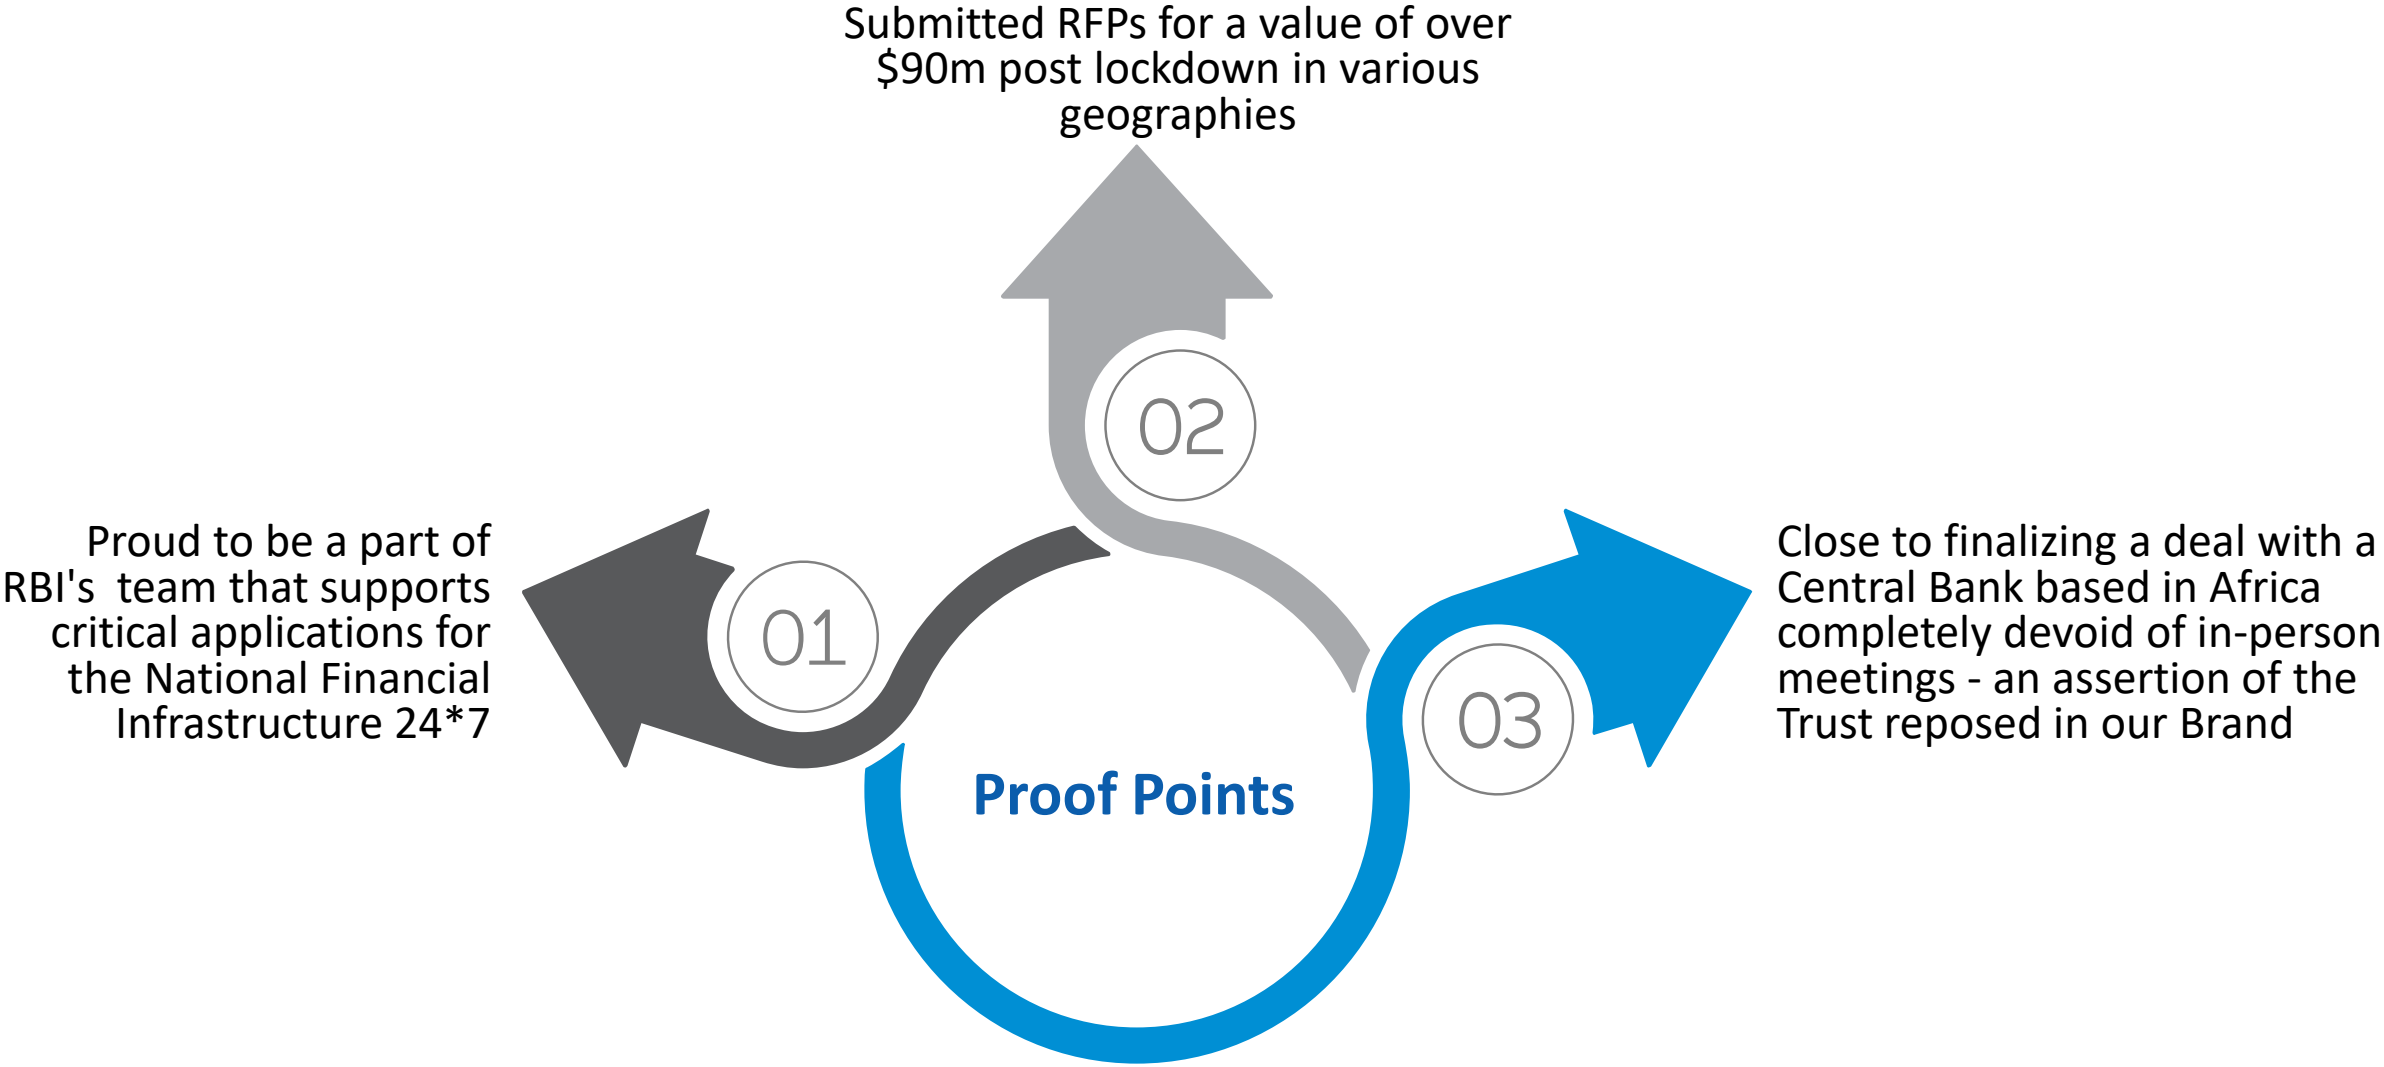 Submitted RFPs for a value of over
$90m post lockdown in various
geographies
02
Proud to be a part of
RBI's  team that supports
critical applications for
the National Financial
Infrastructure 24*7
01
Close to finalizing a deal with a
Central Bank based in Africa
completely devoid of in-person
meetings - an assertion of the
Trust reposed in our Brand
03
Proof Points